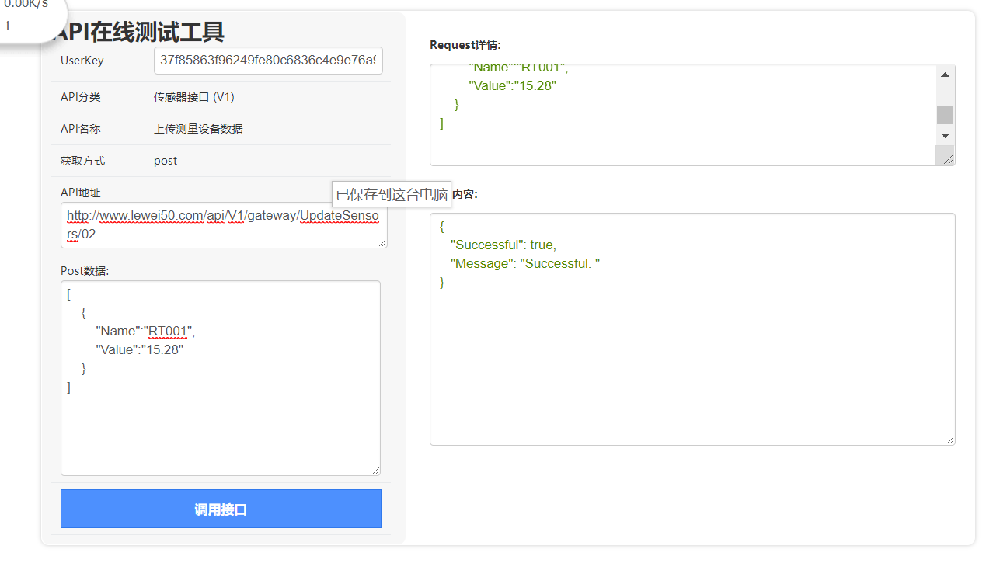 0.00K/s
1
API在线测试工具
UserKey
37f85863f96249fe80c6836c4e9e76a9
API分类
传感器接口 (V1)
API名称
上传测量设备数据
获取方式
post
API地址
http://www.lewei50.com/api/V1/gateway/UpdateSenso
rs/02
Post数据:
[
{
"Name":"RT001",
"Value":"15.28"
}
]
调用接口
Request详情:
"Name":"RT001",
"Value":"15.28"
}
]
已保存到这台电脑
内容:
{
"Successful": true,
"Message": "Successful. "
}